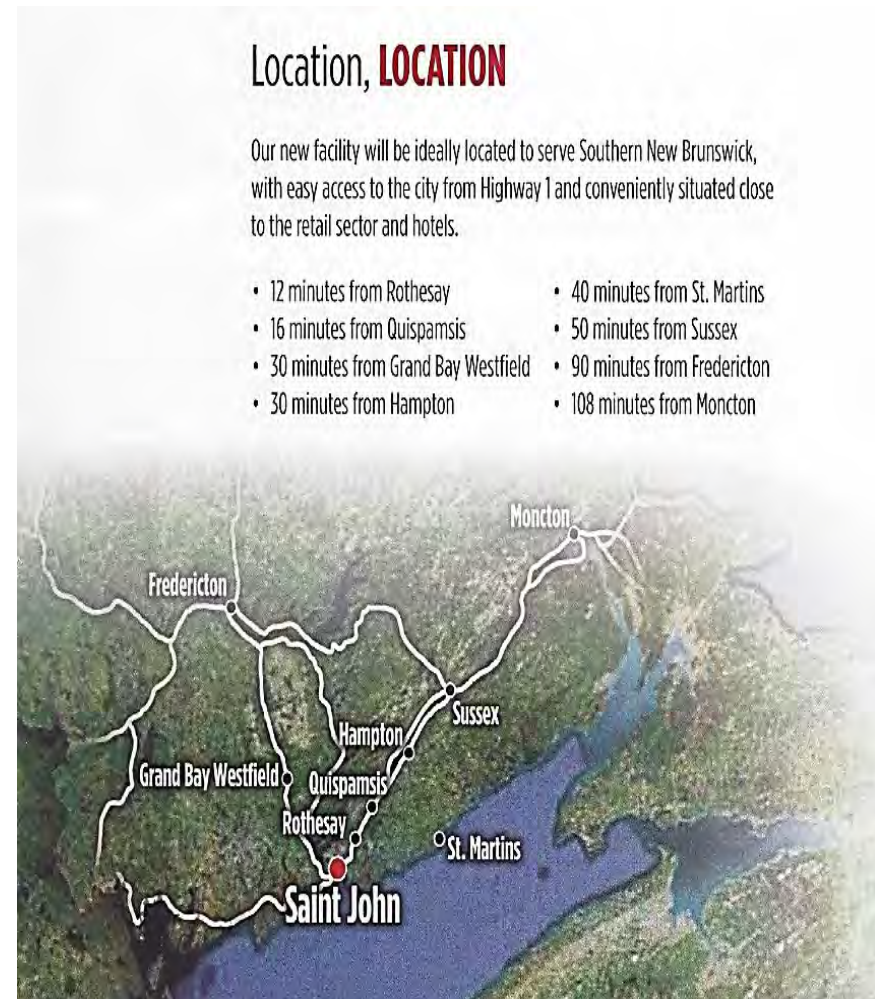 Location, LOCATION
Our new facility will be ideally located to serve Southern New Brunswick,
with easy access to the city from Highway 1 and conveniently situated close
to the retail sector and hotels.
• 12 minutes from Rothesay
• 16 minutes from Quispamsis
• 30 minutes from Grand Bay Westfield
• 30 minutes from Hampton
• 40 minutes from St. Martins
• 50 minutes from Sussex
• 90 minutes from Fredericton
• 108 minutes from Moncton
Moncton
Fredericton
Sussex
Hampton
Grand Bay Westfield
Quispamsis
Rothesay
St. Martins
Saint John